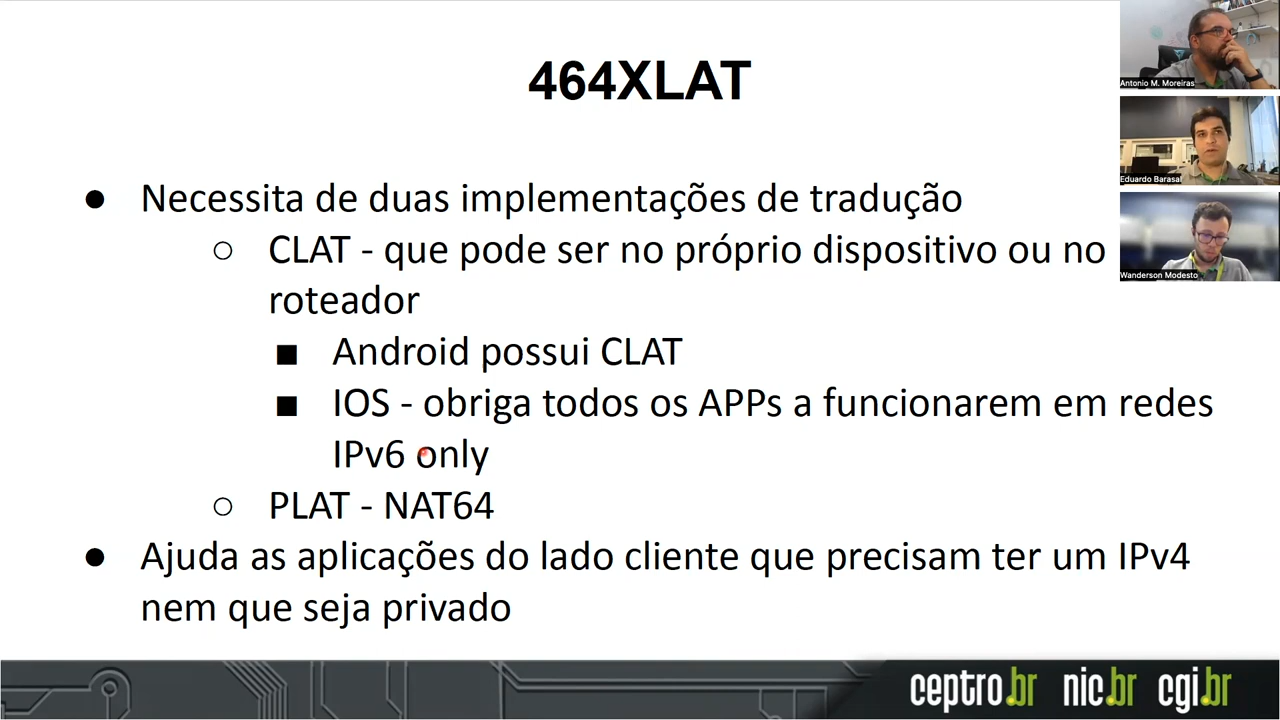 464XLAT
● Necessita de duas implementações de tradução
○ CLAT - que pode ser no próprio dispositivo ou no
roteador
■ Android possui CLAT
■ IOS - obriga todos os APPs a funcionarem em redes
IPv6 only
○ PLAT - NAT64
● Ajuda as aplicações do lado cliente que precisam ter um IPv4
nem que seja privado
Antonio M. Moreiras
Eduardo Barasal
Wanderson Modesto
ceptro.br nic.br cgi.br